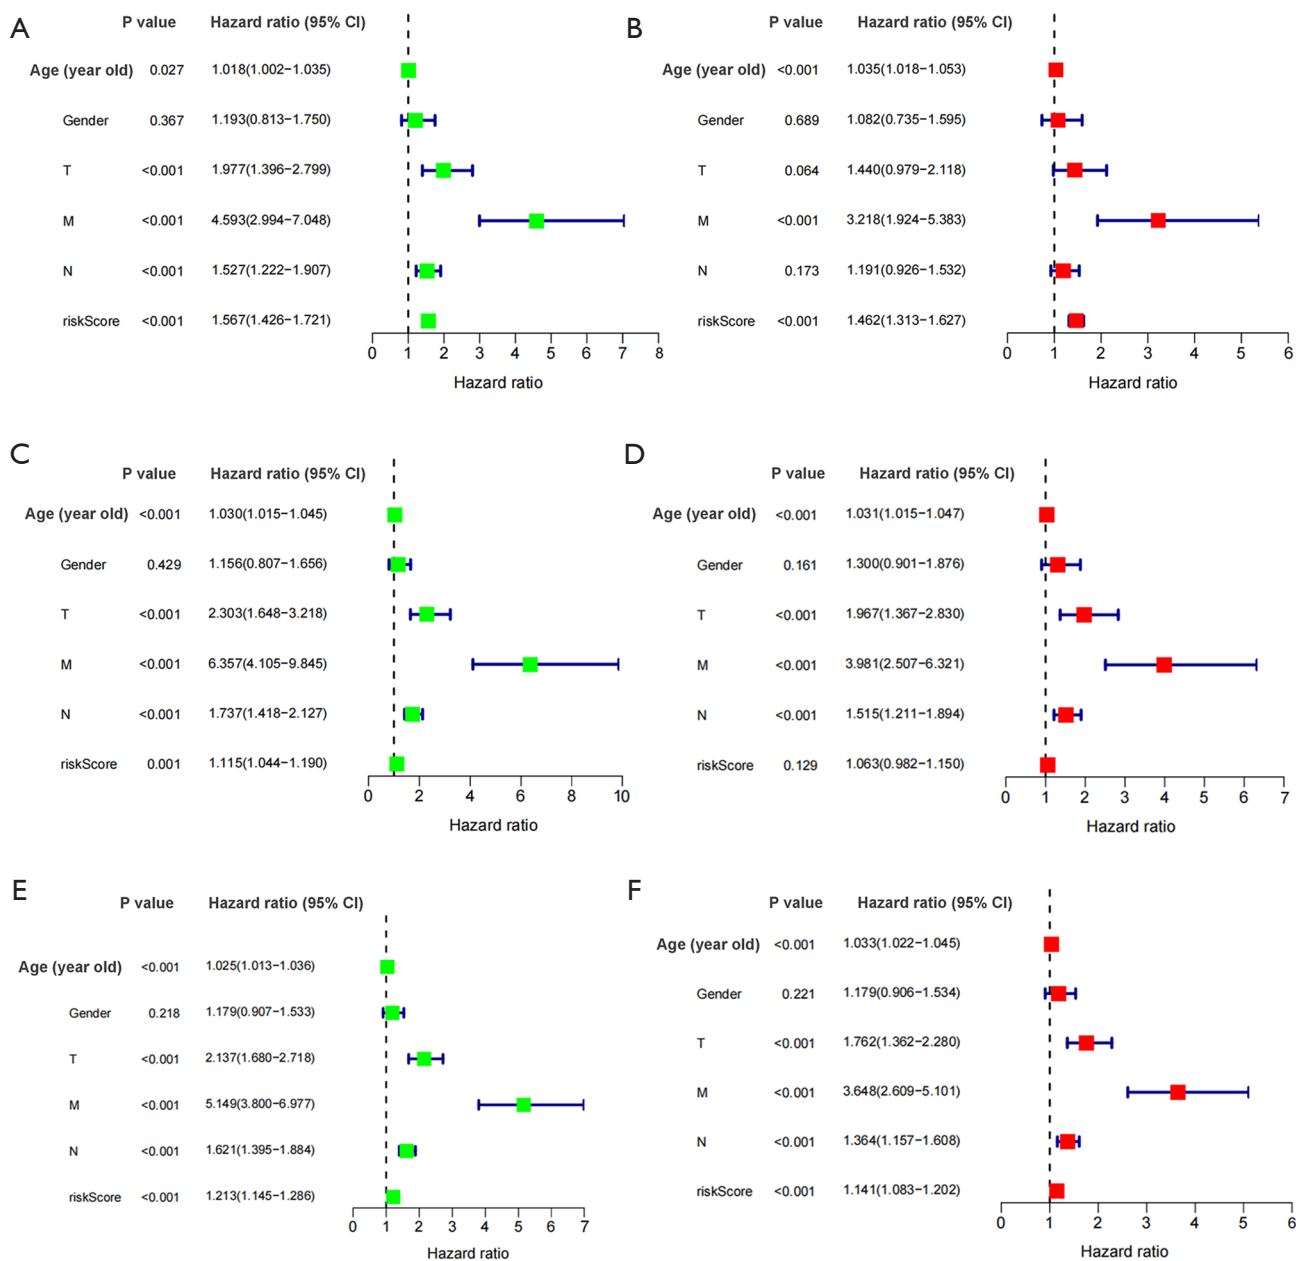 A
P value Hazard ratio (95% CI)
Age (year old) 0.027 1.018(1.002−1.035)
Gender 0.367 1.193(0.813−1.750)
T <0.001 1.977(1.396−2.799)
M <0.001 4.593(2.994−7.048)
N <0.001 1.527(1.222−1.907)
riskScore <0.001 1.567(1.426−1.721)
0 1 2 3 4 5 6 7 8
Hazard ratio
B
P value Hazard ratio (95% CI)
Age (year old) <0.001 1.035(1.018−1.053)
Gender 0.689 1.082(0.735−1.595)
T 0.064 1.440(0.979−2.118)
M <0.001 3.218(1.924−5.383)
N 0.173 1.191(0.926−1.532)
riskScore <0.001 1.462(1.313−1.627)
0 1 2 3 4 5 6
Hazard ratio
C
P value Hazard ratio (95% CI)
Age (year old) <0.001 1.030(1.015−1.045)
Gender 0.429 1.156(0.807−1.656)
T <0.001 2.303(1.648−3.218)
M <0.001 6.357(4.105−9.845)
N <0.001 1.737(1.418−2.127)
riskScore 0.001 1.115(1.044−1.190)
0 2 4 6 8 10
Hazard ratio
D
P value Hazard ratio (95% CI)
Age (year old) <0.001 1.031(1.015−1.047)
Gender 0.161 1.300(0.901−1.876)
T <0.001 1.967(1.367−2.830)
M <0.001 3.981(2.507−6.321)
N <0.001 1.515(1.211−1.894)
riskScore 0.129 1.063(0.982−1.150)
0 1 2 3 4 5 6 7
Hazard ratio
E
P value Hazard ratio (95% CI)
Age (year old) <0.001 1.025(1.013−1.036)
Gender 0.218 1.179(0.907−1.533)
T <0.001 2.137(1.680−2.718)
M <0.001 5.149(3.800−6.977)
N <0.001 1.621(1.395−1.884)
riskScore <0.001 1.213(1.145−1.286)
0 1 2 3 4 5 6 7
Hazard ratio
F
P value Hazard ratio (95% CI)
Age (year old) <0.001 1.033(1.022−1.045)
Gender 0.221 1.179(0.906−1.534)
T <0.001 1.762(1.362−2.280)
M <0.001 3.648(2.609−5.101)
N <0.001 1.364(1.157−1.608)
riskScore <0.001 1.141(1.083−1.202)
0 1 2 3 4 5 6
Hazard ratio